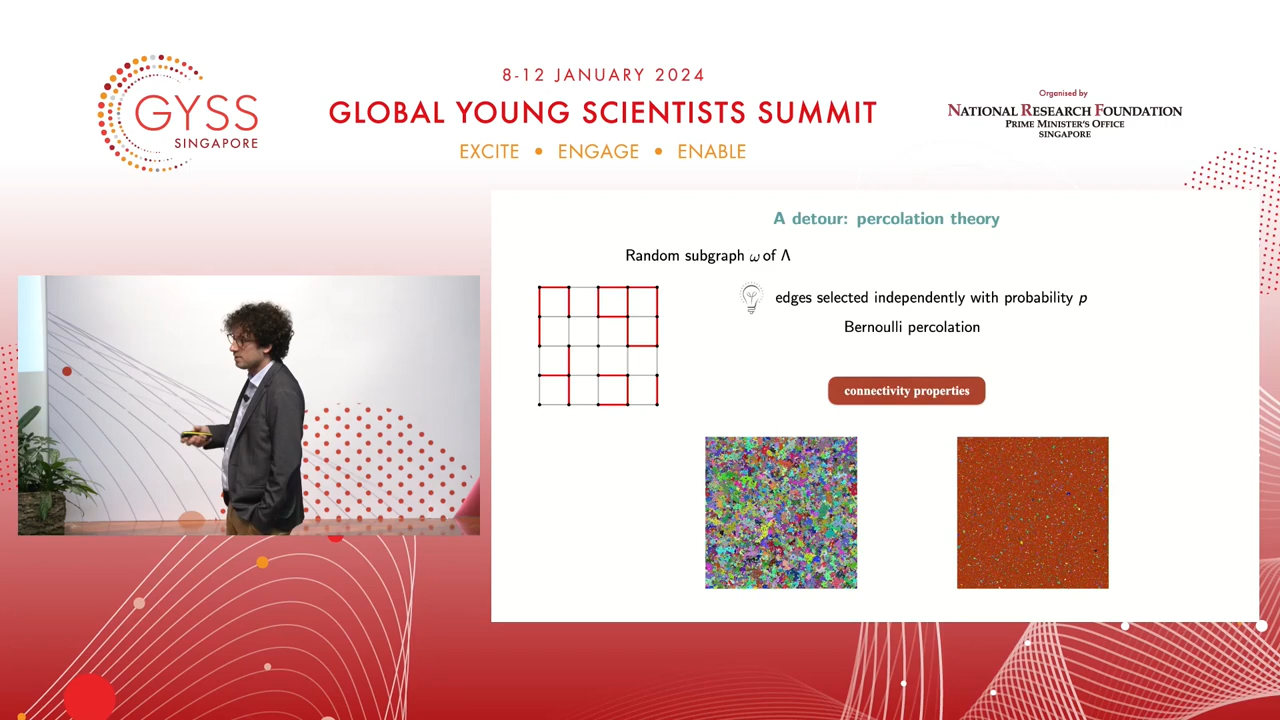 GYSS
SINGAPORE
8-12 JANUARY 2024
GLOBAL YOUNG SCIENTISTS SUMMIT
EXCITE • ENGAGE • ENABLE
Organised by
NATIONAL RESEARCH FOUNDATION
PRIME MINISTER'S OFFICE
SINGAPORE
A detour: percolation theory
Random subgraph ω of Λ
edges selected independently with probability p
Bernoulli percolation
connectivity properties